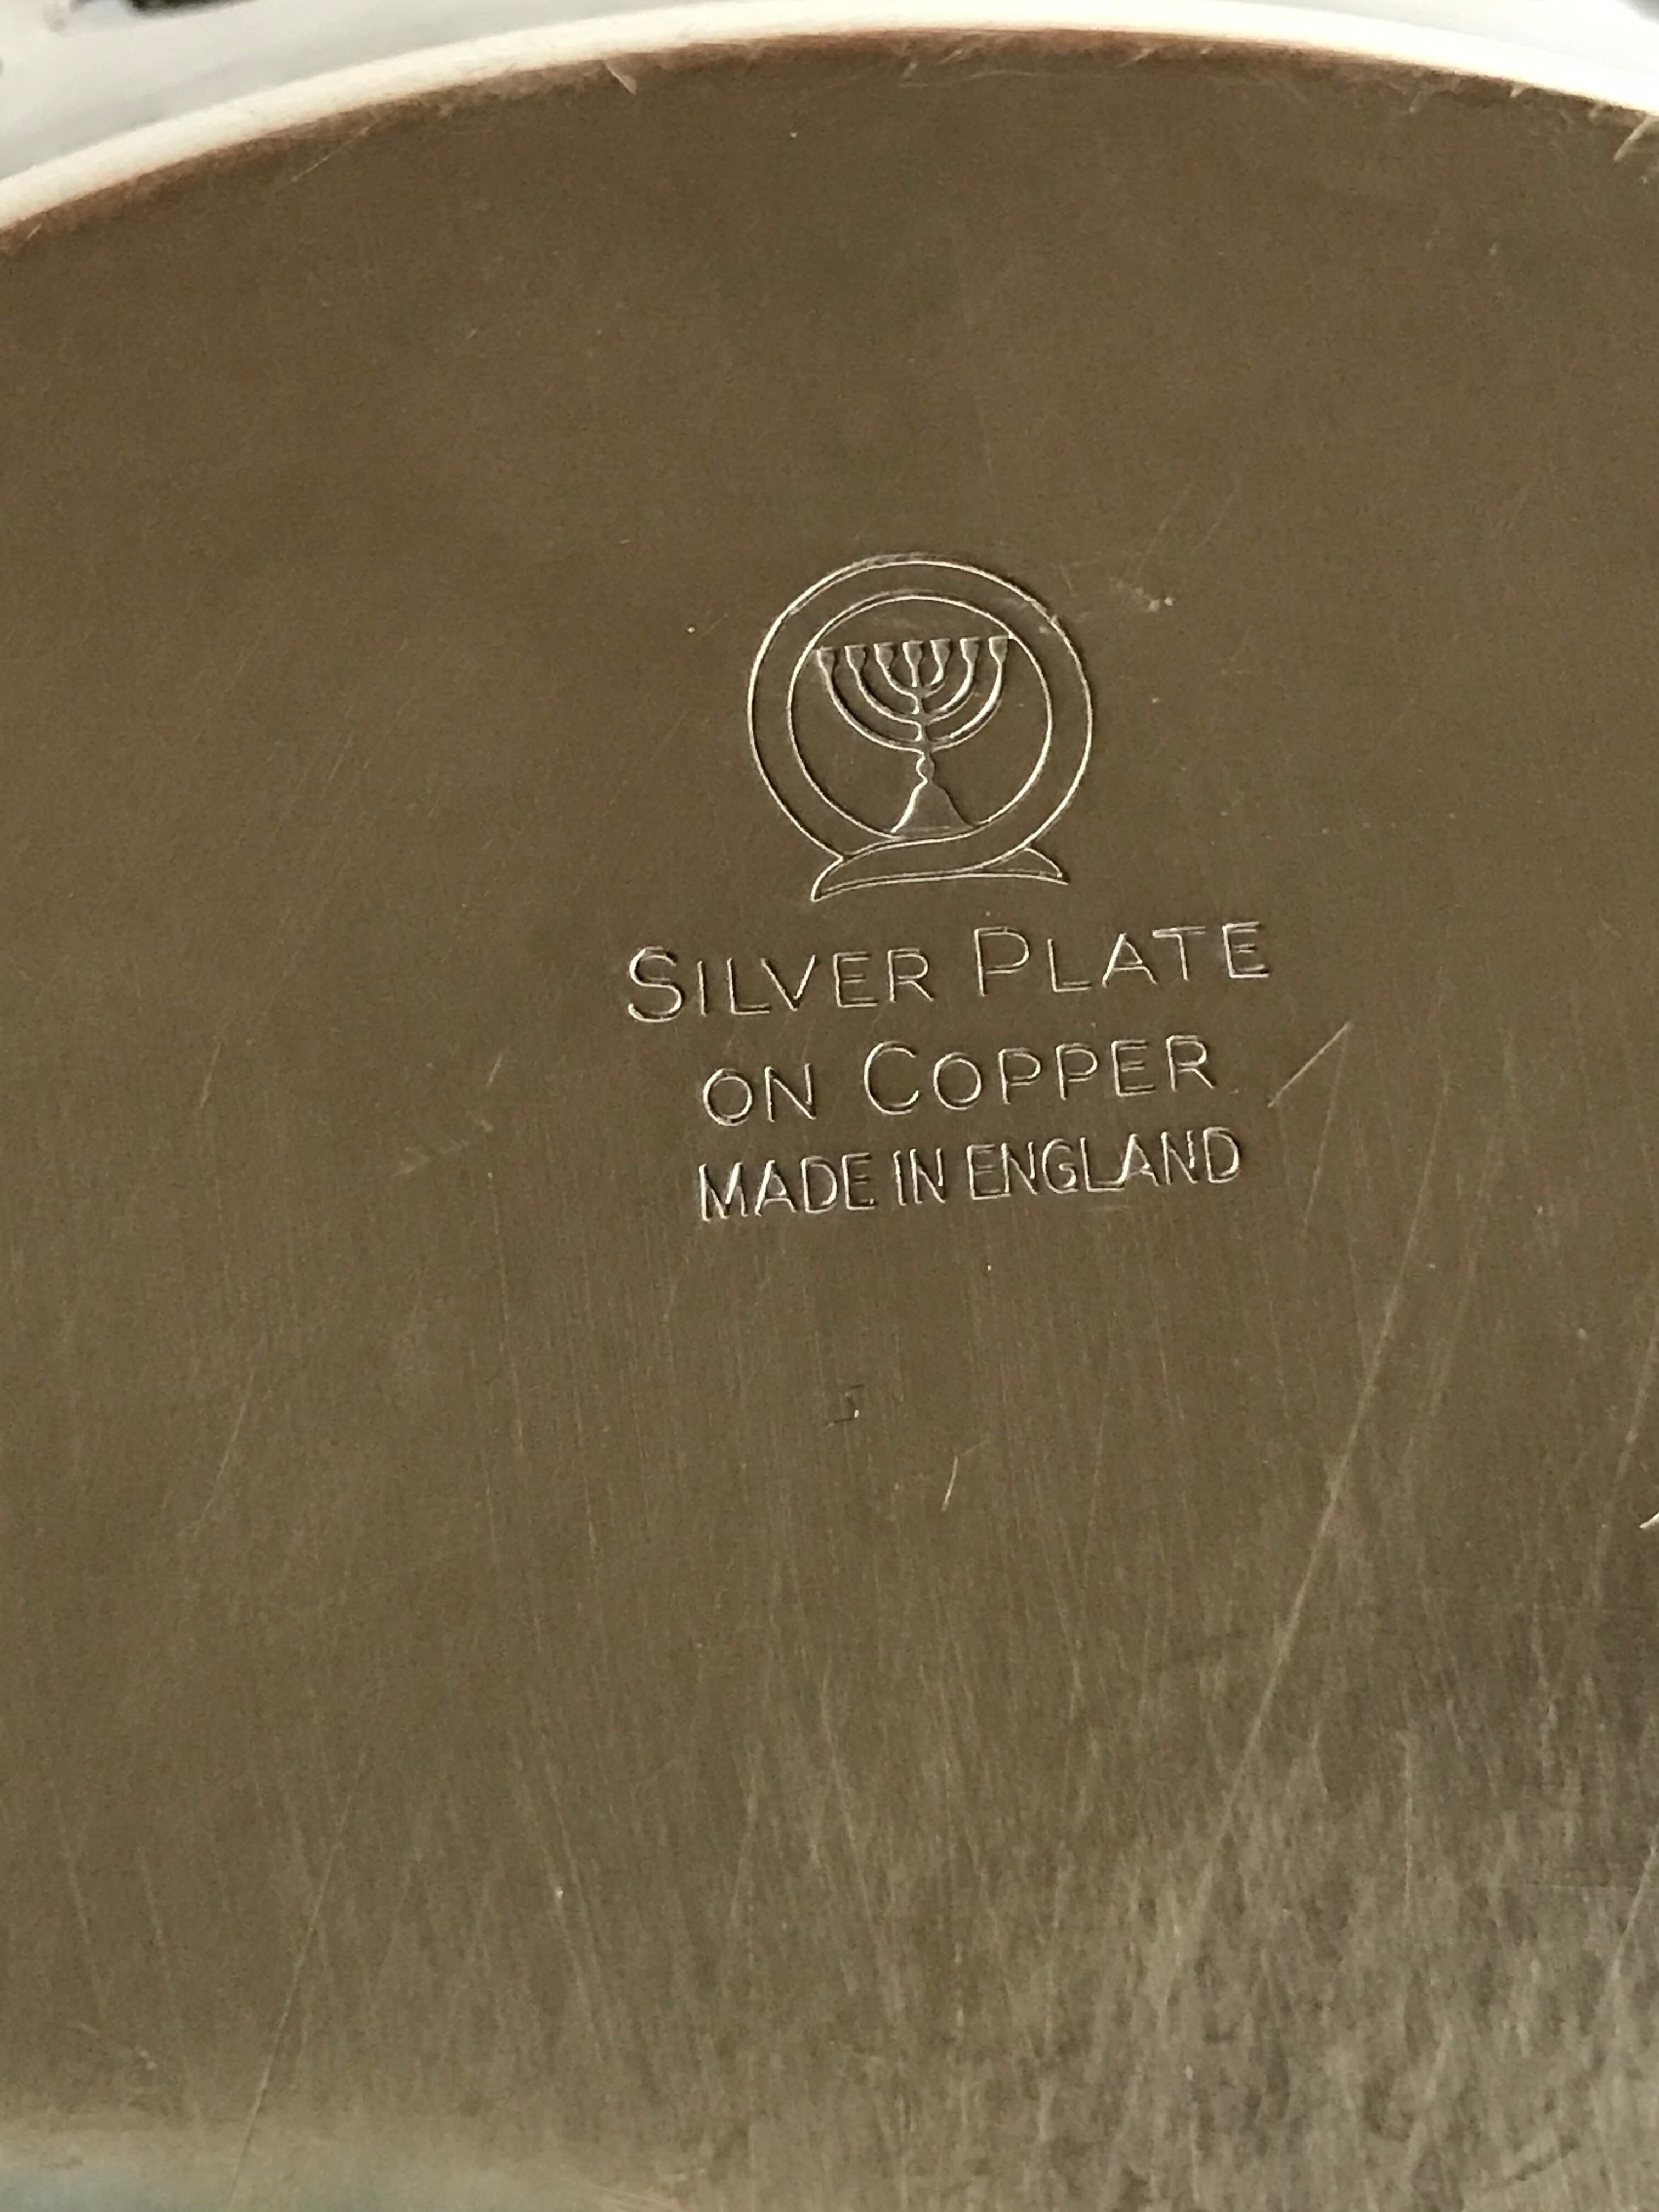 SILVER PLATE
ON COPPER
MADE IN ENGLAND